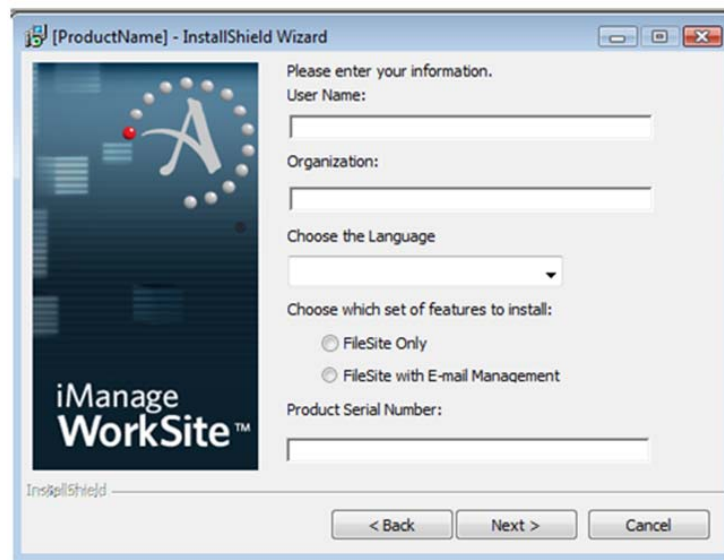 [ProductName] - InstallShield Wizard
Please enter your information.
User Name:
Organization:
Choose the Language
Choose which set of features to install:
FileSite Only
FileSite with E-mail Management
Product Serial Number:
iManage
WorkSite™
InstallShield
< Back
Next >
Cancel